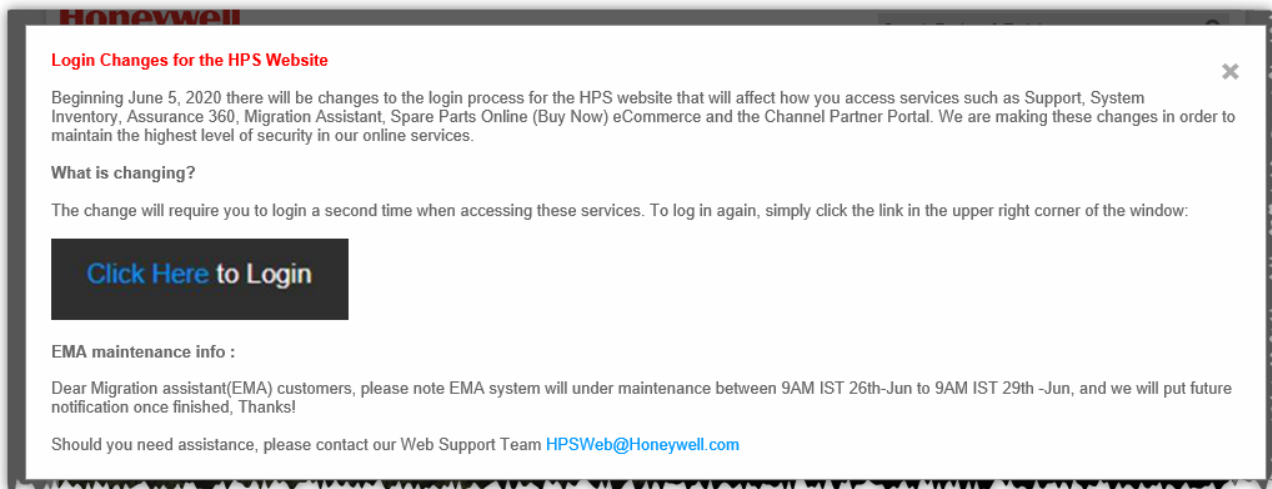 Honeywell
Login Changes for the HPS Website
Beginning June 5, 2020 there will be changes to the login process for the HPS website that will affect how you access services such as Support, System
Inventory, Assurance 360, Migration Assistant, Spare Parts Online (Buy Now) eCommerce and the Channel Partner Portal. We are making these changes in order to
maintain the highest level of security in our online services.
What is changing?
The change will require you to login a second time when accessing these services. To log in again, simply click the link in the upper right corner of the window:
Click Here to Login
EMA maintenance info :
Dear Migration assistant(EMA) customers, please note EMA system will under maintenance between 9AM IST 26th-Jun to 9AM IST 29th -Jun, and we will put future
notification once finished, Thanks!
Should you need assistance, please contact our Web Support Team HPSWeb@Honeywell.com